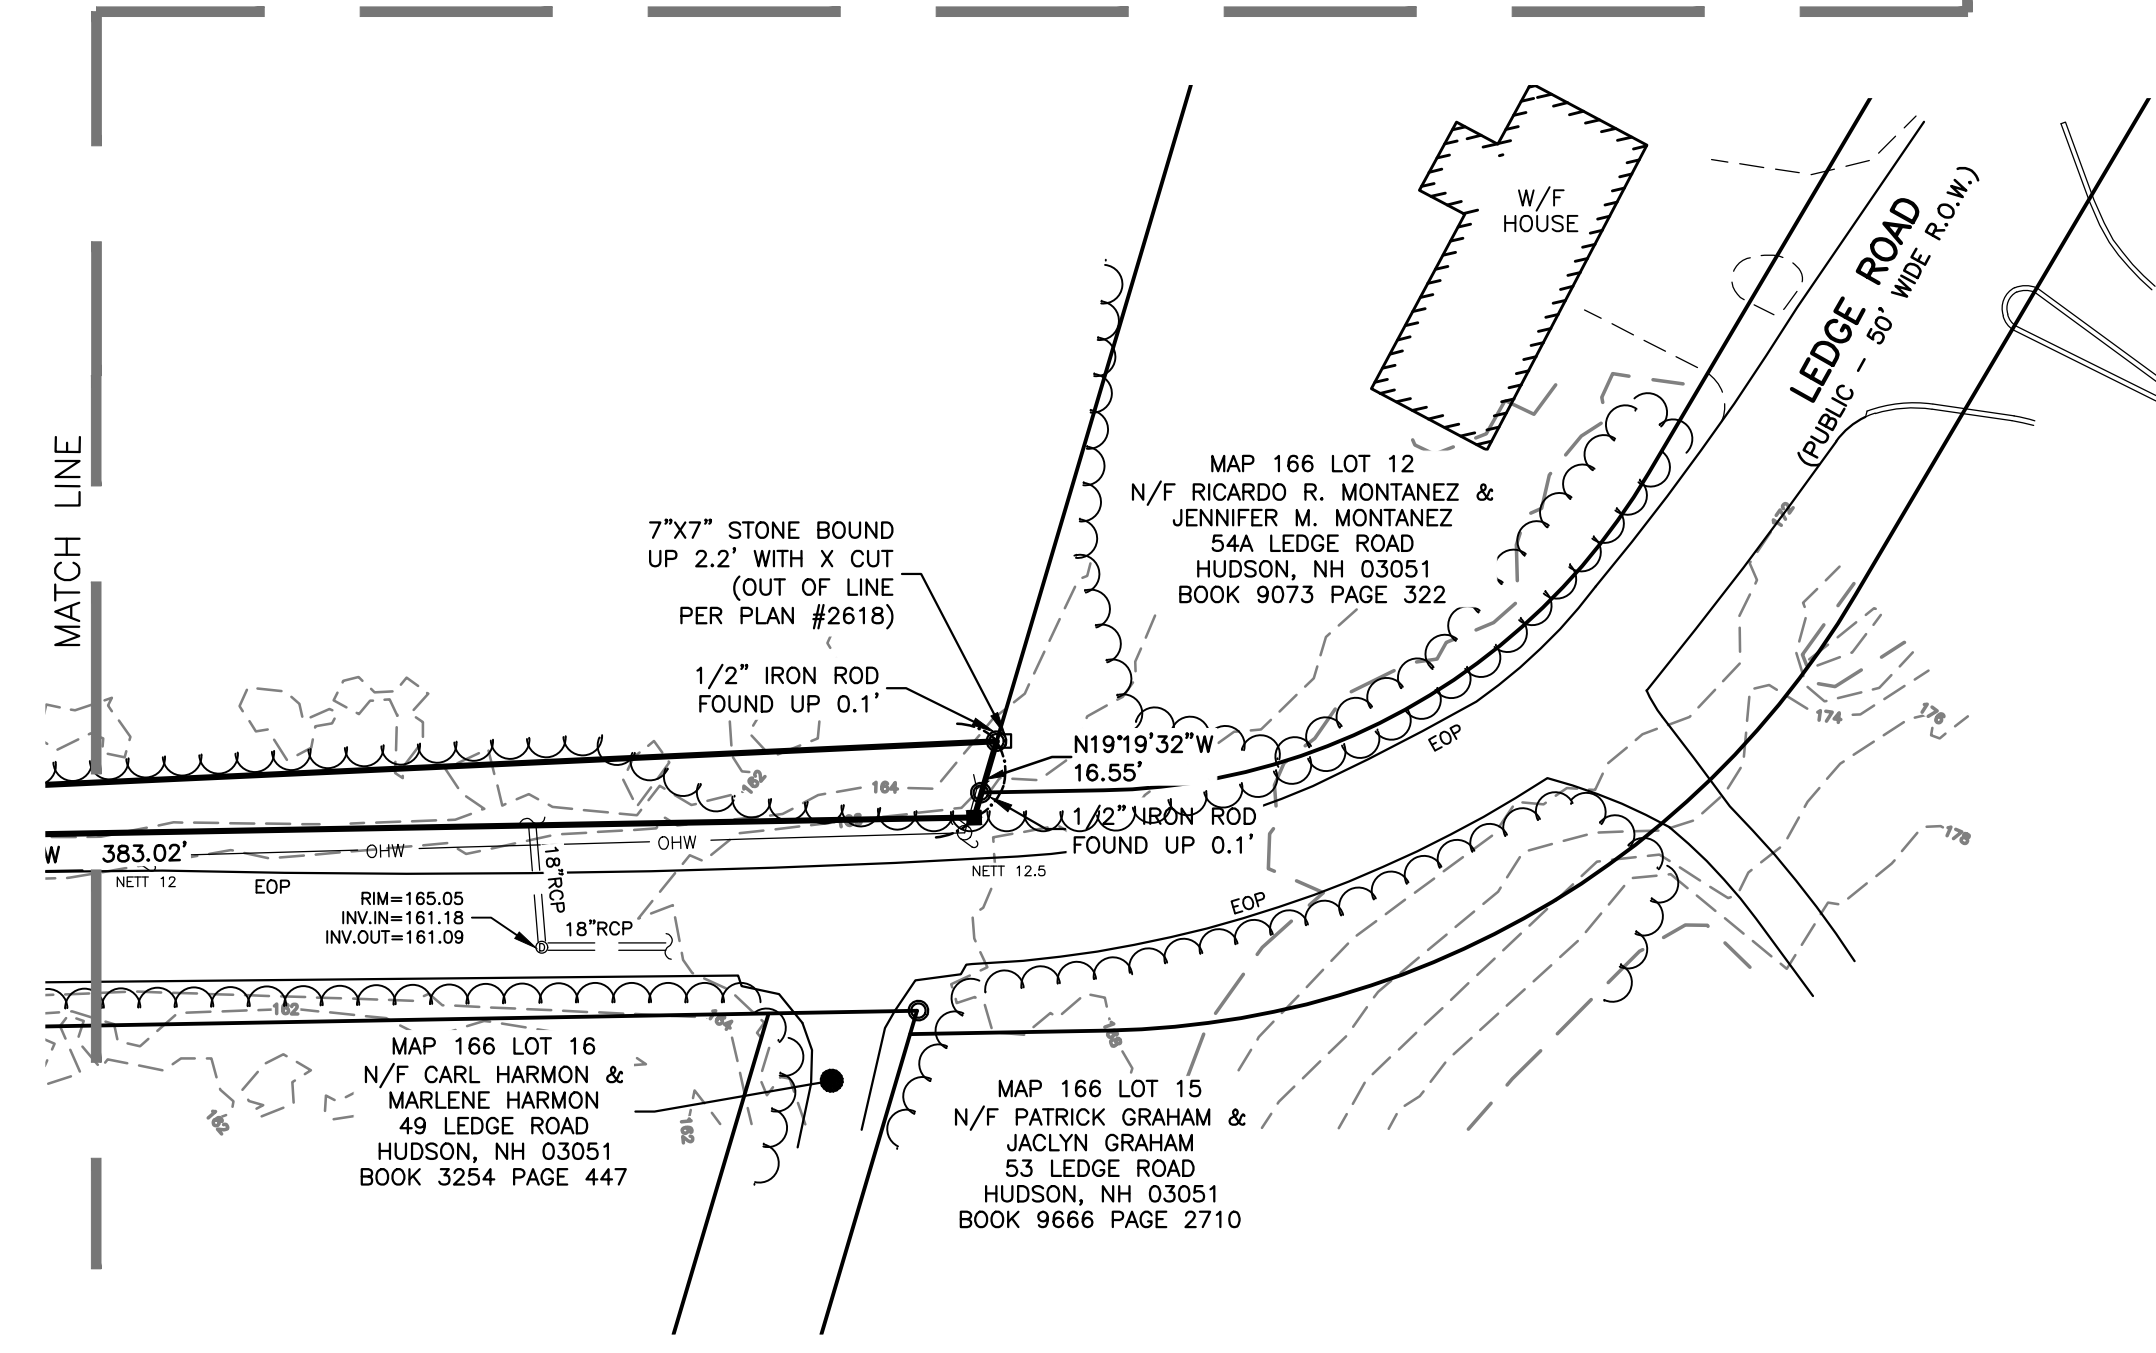 MATCH LINE
W/F
HOUSE
LEDGE ROAD
(PUBLIC – 50' WIDE R.O.W.)
MAP 166 LOT 12
N/F RICARDO R. MONTANEZ &
JENNIFER M. MONTANEZ
54A LEDGE ROAD
HUDSON, NH 03051
BOOK 9073 PAGE 322
7"X7" STONE BOUND
UP 2.2' WITH X CUT
(OUT OF LINE
PER PLAN #2618)
1/2" IRON ROD
FOUND UP 0.1'
N19°19'32"W
16.55'
1/2" IRON ROD
FOUND UP 0.1'
172
174
176
178
EOP
162
164
W 383.02'
OHW
OHW
NETT 12
EOP
18"RCP
NETT 12.5
RIM=165.05
INV.IN=161.18
INV.OUT=161.09
18"RCP
EOP
162
164
168
162
162
MAP 166 LOT 16
N/F CARL HARMON &
MARLENE HARMON
49 LEDGE ROAD
HUDSON, NH 03051
BOOK 3254 PAGE 447
MAP 166 LOT 15
N/F PATRICK GRAHAM &
JACLYN GRAHAM
53 LEDGE ROAD
HUDSON, NH 03051
BOOK 9666 PAGE 2710